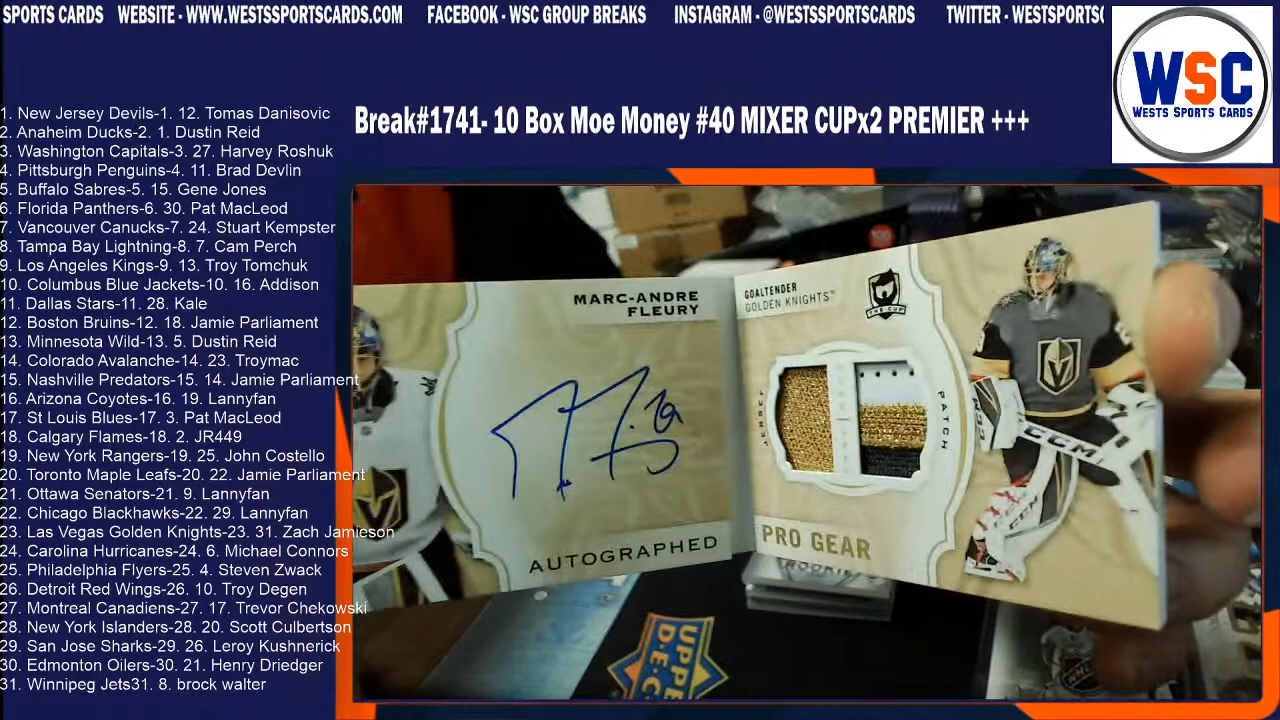 SPORTS CARDS WEBSITE - WWW.WESTSSPORTSCARDS.COM FACEBOOK - WSC GROUP BREAKS INSTAGRAM - @WESTSSPORTSCARDS TWITTER - WESTSPORTSC
WSC
WESTS SPORTS CARDS
Break#1741- 10 Box Moe Money #40 MIXER CUPx2 PREMIER +++
1. New Jersey Devils-1. 12. Tomas Danisovic
2. Anaheim Ducks-2. 1. Dustin Reid
3. Washington Capitals-3. 27. Harvey Roshuk
4. Pittsburgh Penguins-4. 11. Brad Devlin
5. Buffalo Sabres-5. 15. Gene Jones
6. Florida Panthers-6. 30. Pat MacLeod
7. Vancouver Canucks-7. 24. Stuart Kempster
8. Tampa Bay Lightning-8. 7. Cam Perch
9. Los Angeles Kings-9. 13. Troy Tomchuk
10. Columbus Blue Jackets-10. 16. Addison
11. Dallas Stars-11. 28. Kale
12. Boston Bruins-12. 18. Jamie Parliament
13. Minnesota Wild-13. 5. Dustin Reid
14. Colorado Avalanche-14. 23. Troymac
15. Nashville Predators-15. 14. Jamie Parliament
16. Arizona Coyotes-16. 19. Lannyfan
17. St Louis Blues-17. 3. Pat MacLeod
18. Calgary Flames-18. 2. JR449
19. New York Rangers-19. 25. John Costello
20. Toronto Maple Leafs-20. 22. Jamie Parliament
21. Ottawa Senators-21. 9. Lannyfan
22. Chicago Blackhawks-22. 29. Lannyfan
23. Las Vegas Golden Knights-23. 31. Zach Jamieson
24. Carolina Hurricanes-24. 6. Michael Connors
25. Philadelphia Flyers-25. 4. Steven Zwack
26. Detroit Red Wings-26. 10. Troy Degen
27. Montreal Canadiens-27. 17. Trevor Chekowski
28. New York Islanders-28. 20. Scott Culbertson
29. San Jose Sharks-29. 26. Leroy Kushnerick
30. Edmonton Oilers-30. 21. Henry Driedger
31. Winnipeg Jets31. 8. brock walter
MARC-ANDRE
FLEURY
AUTOGRAPHED
GOALTENDER
GOLDEN KNIGHTS™
THE CUP
JERSEY
PATCH
PRO GEAR
CCM
UPPER
DEC